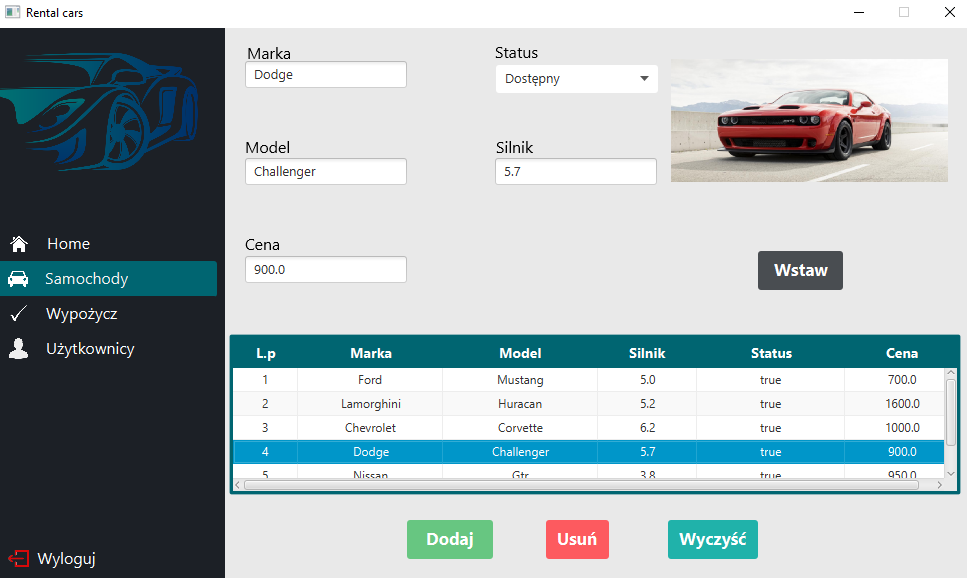 Rental cars
Marka
Dodge
Status
Dostępny
Model
Challenger
Silnik
5.7
Cena
900.0
Wstaw
Home
Samochody
Wypożycz
Użytkownicy
Wyloguj
L.p Marka Model Silnik Status Cena
1 Ford Mustang 5.0 true 700.0
2 Lamorghini Huracan 5.2 true 1600.0
3 Chevrolet Corvette 6.2 true 1000.0
4 Dodge Challenger 5.7 true 900.0
5 Nissan Gtr 3.8 true 950.0
Dodaj Usuń Wyczyść